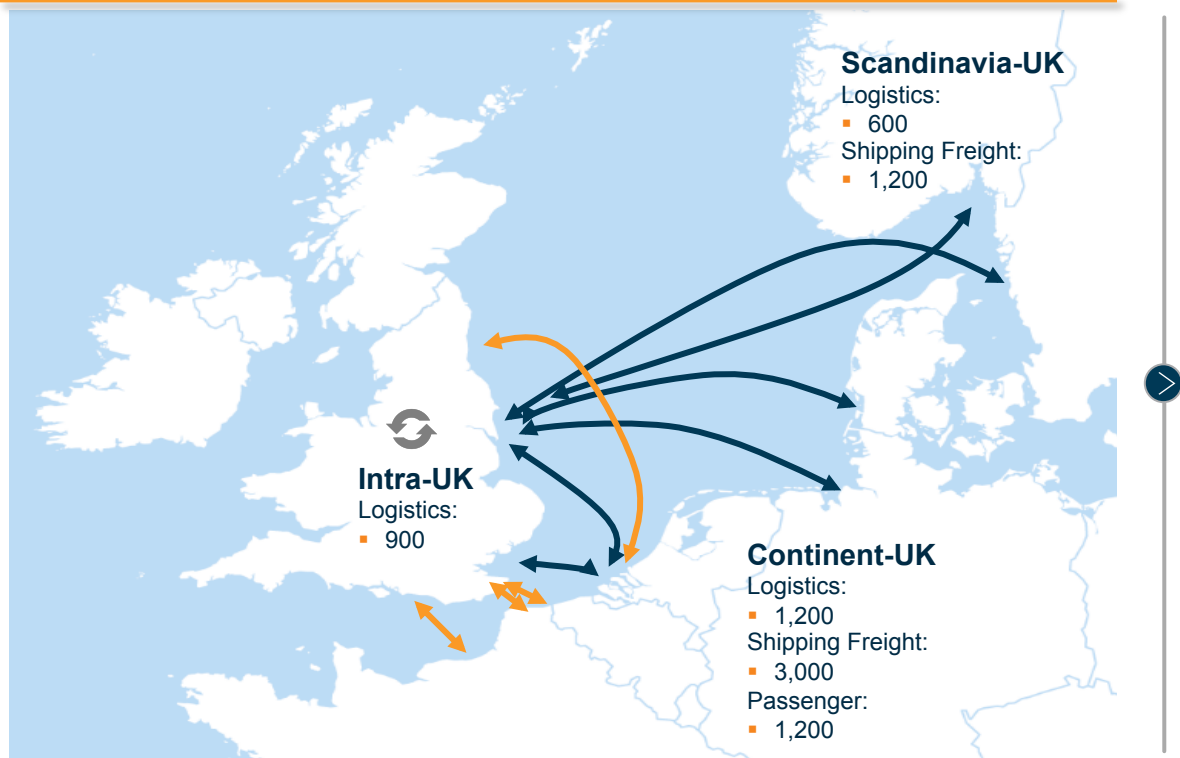 Scandinavia-UK
Logistics:
▪ 600
Shipping Freight:
▪ 1,200
Intra-UK
Logistics:
▪ 900
Continent-UK
Logistics:
▪ 1,200
Shipping Freight:
▪ 3,000
Passenger:
▪ 1,200